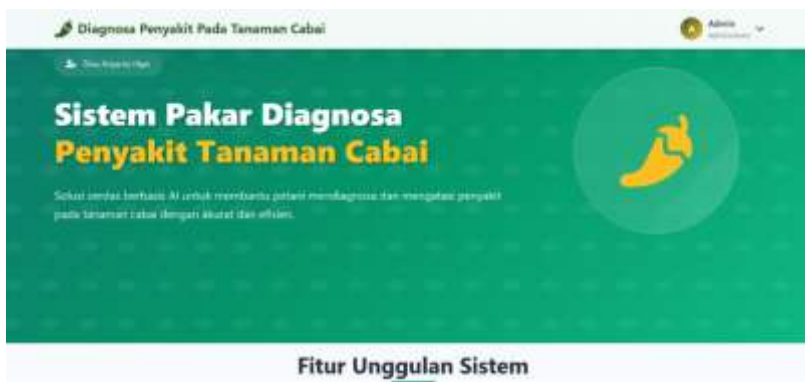 Diagnosa Penyakit Pada Tanaman Cabai
A
Admin
Administrator
Sistem Pakar Diagnosa
Penyakit Tanaman Cabai
Solusi cerdas berbasis AI untuk membantu petani mendiagnosa dan mengatasi penyakit
pada tanaman cabai dengan akurat dan efisien.
Fitur Unggulan Sistem